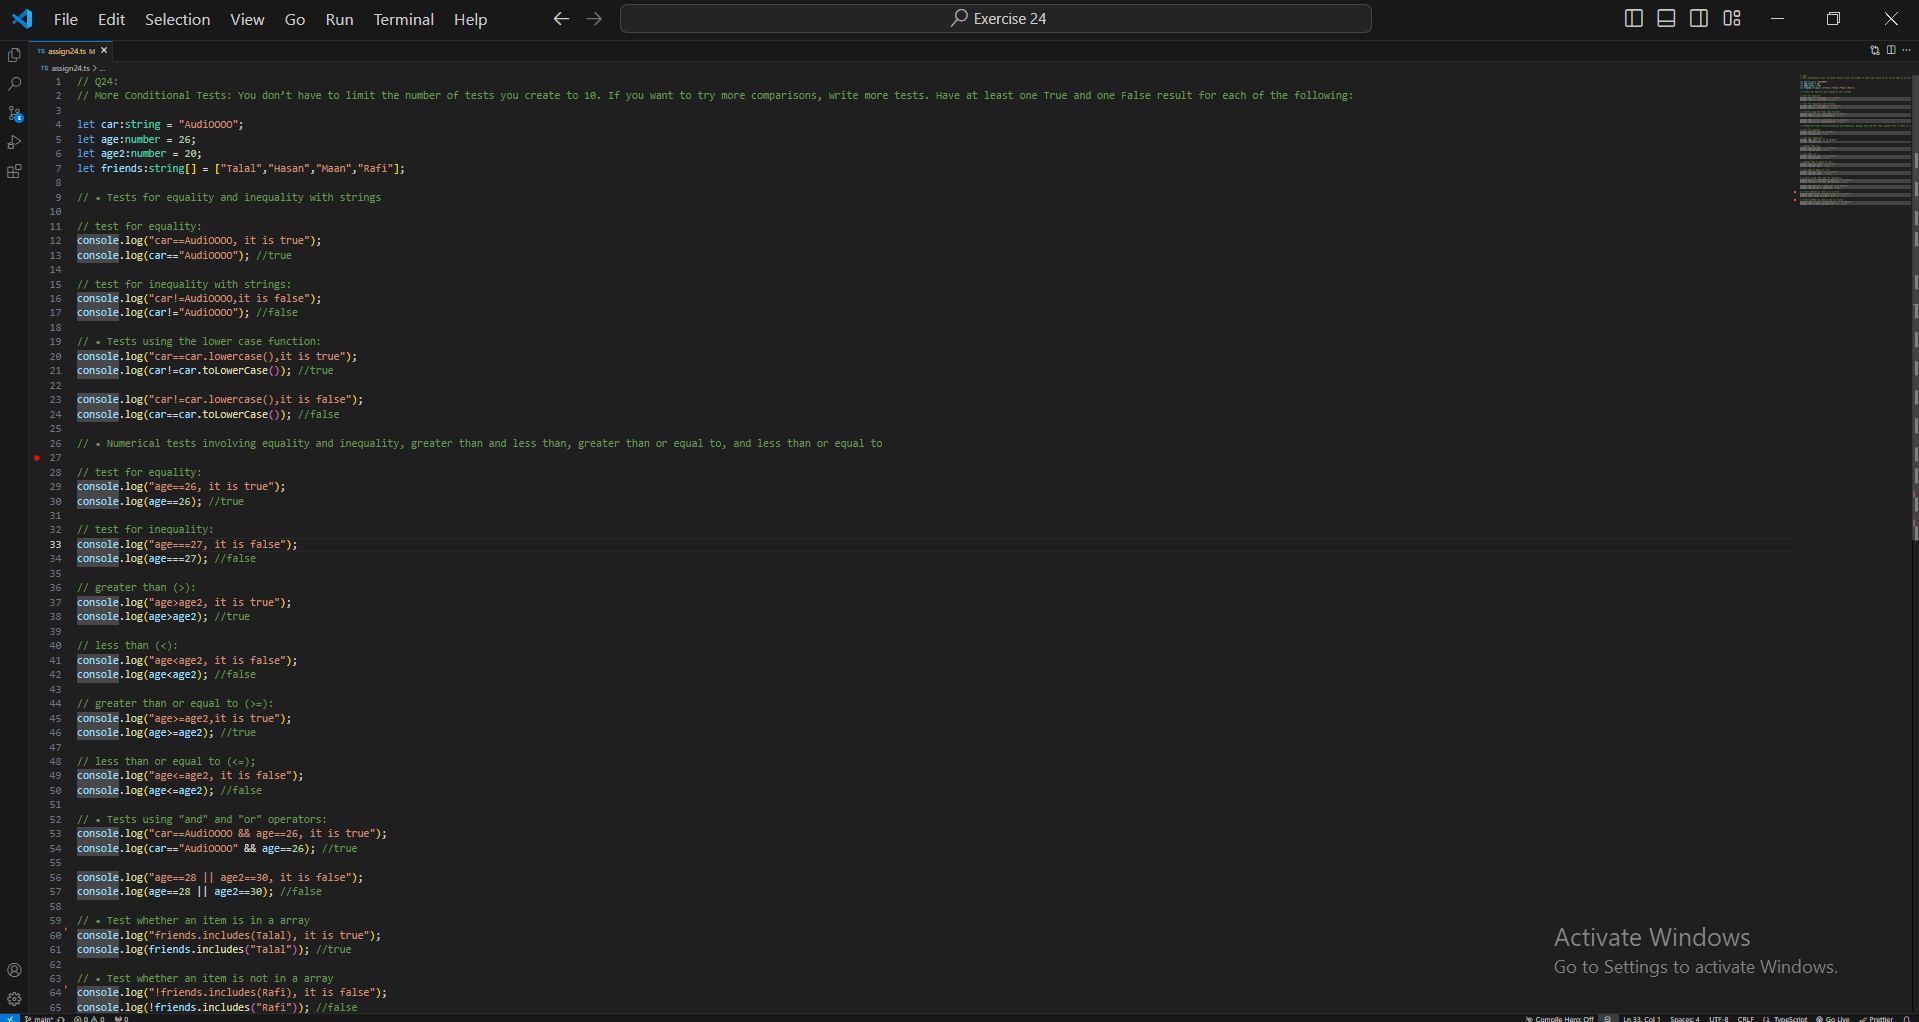 File Edit Selection View Go Run Terminal Help
Exercise 24
TS assign24.ts M
TS assign24.ts > ...
1 // Q24:
2 // More Conditional Tests: You don’t have to limit the number of tests you create to 10. If you want to try more comparisons, write more tests. Have at least one True and one False result for each of the following:
3
4 let car:string = "AudiOOOO";
5 let age:number = 26;
6 let age2:number = 20;
7 let friends:string[] = ["Talal","Hasan","Maan","Rafi"];
8
9 // • Tests for equality and inequality with strings
10
11 // test for equality:
12 console.log("car==AudiOOOO, it is true");
13 console.log(car=="AudiOOOO"); //true
14
15 // test for inequality with strings:
16 console.log("car!=AudiOOOO,it is false");
17 console.log(car!="AudiOOOO"); //false
18
19 // • Tests using the lower case function:
20 console.log("car==car.lowercase(),it is true");
21 console.log(car!=car.toLowerCase()); //true
22
23 console.log("car!=car.lowercase(),it is false");
24 console.log(car==car.toLowerCase()); //false
25
26 // • Numerical tests involving equality and inequality, greater than and less than, greater than or equal to, and less than or equal to
27
28 // test for equality:
29 console.log("age==26, it is true");
30 console.log(age==26); //true
31
32 // test for inequality:
33 console.log("age===27, it is false");
34 console.log(age===27); //false
35
36 // greater than (>):
37 console.log("age>age2, it is true");
38 console.log(age>age2); //true
39
40 // less than (<):
41 console.log("age<age2, it is false");
42 console.log(age<age2); //false
43
44 // greater than or equal to (>=):
45 console.log("age>=age2,it is true");
46 console.log(age>=age2); //true
47
48 // less than or equal to (<=);
49 console.log("age<=age2, it is false");
50 console.log(age<=age2); //false
51
52 // • Tests using "and" and "or" operators:
53 console.log("car==AudiOOOO && age==26, it is true");
54 console.log(car=="AudiOOOO" && age==26); //true
55
56 console.log("age==28 || age2==30, it is false");
57 console.log(age==28 || age2==30); //false
58
59 // • Test whether an item is in a array
60 console.log("friends.includes(Talal), it is true");
61 console.log(friends.includes("Talal")); //true
62
63 // • Test whether an item is not in a array
64 console.log("!friends.includes(Rafi), it is false");
65 console.log(!friends.includes("Rafi")); //false
Activate Windows
Go to Settings to activate Windows.
main* 0 0 0 Compile Hero: Off Ln 33, Col 1 Spaces: 4 UTF-8 CRLF TypeScript Go Live Prettier